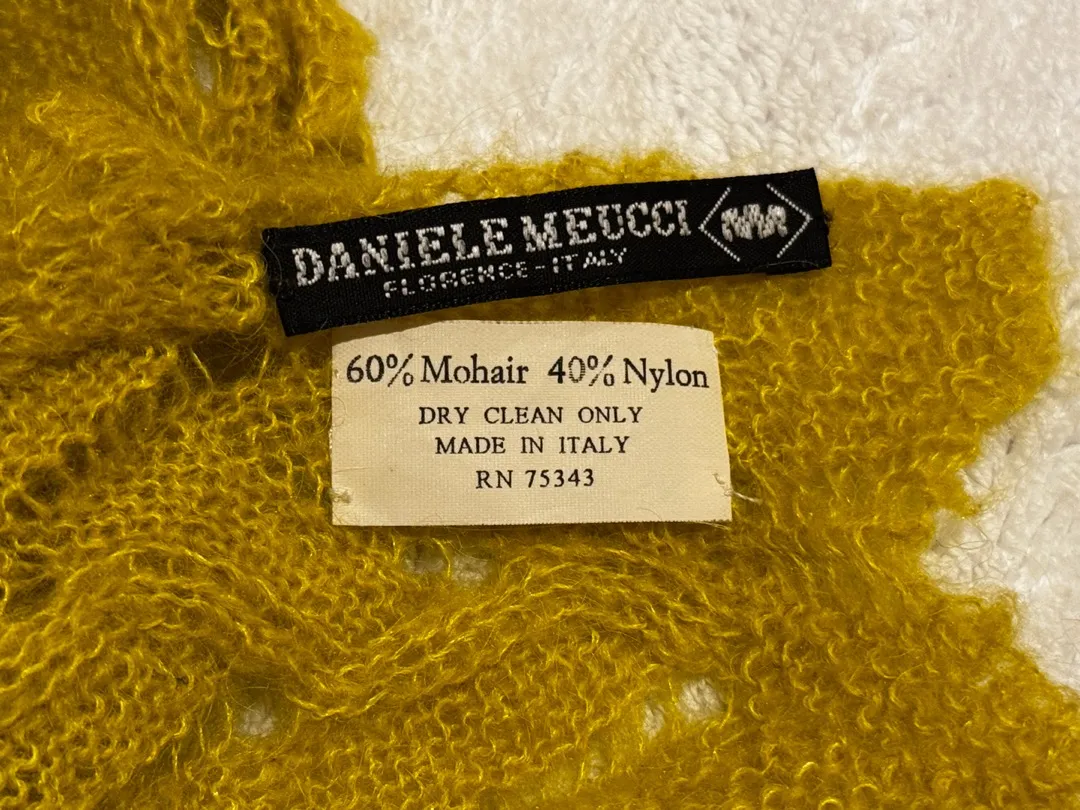 DANIELE MEUCCI
FLORENCE-ITALY
60% Mohair 40% Nylon
DRY CLEAN ONLY
MADE IN ITALY
RN 75343